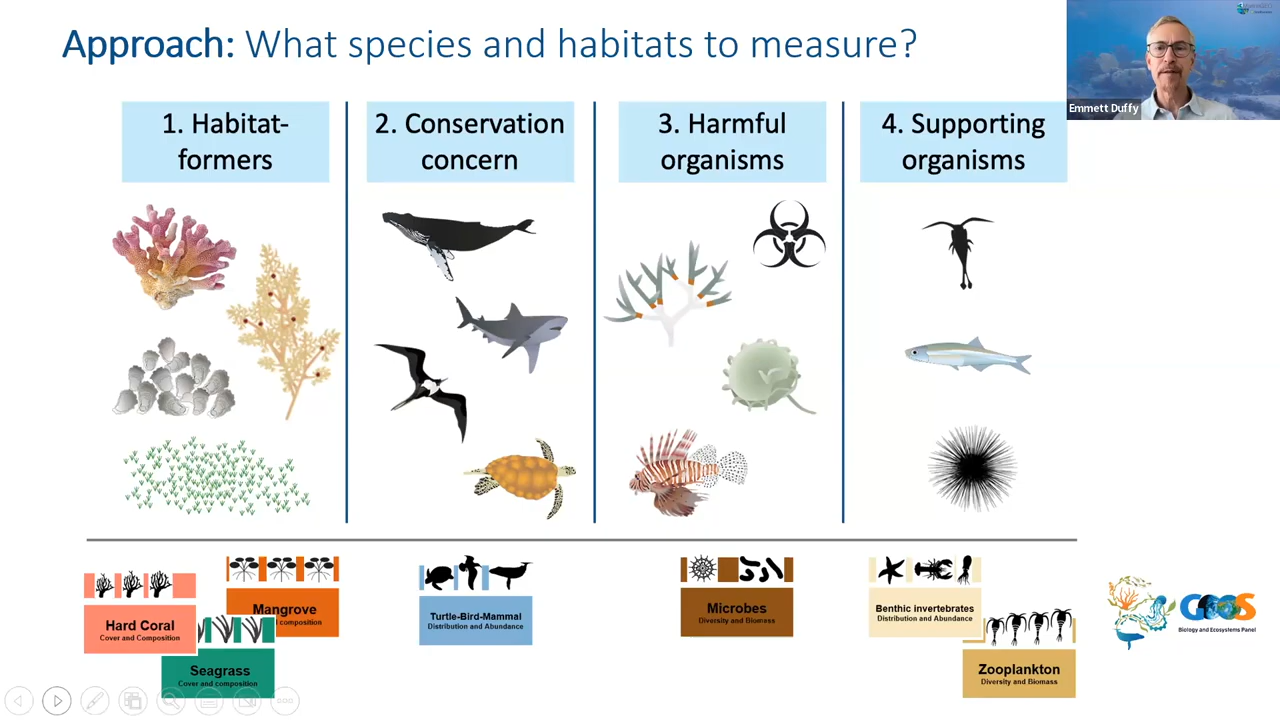 Approach: What species and habitats to measure?
Emmett Duffy
1. Habitat-
formers
2. Conservation
concern
3. Harmful
organisms
4. Supporting
organisms
Hard Coral
Cover and Composition
Mangrove
composition
Seagrass
Cover and composition
Turtle-Bird-Mammal
Distribution and Abundance
Microbes
Diversity and Biomess
Benthic invertebrates
Distribution and Abundance
Zooplankton
Diversity and Biomass
GOOS
Biology and Ecosystems Panel